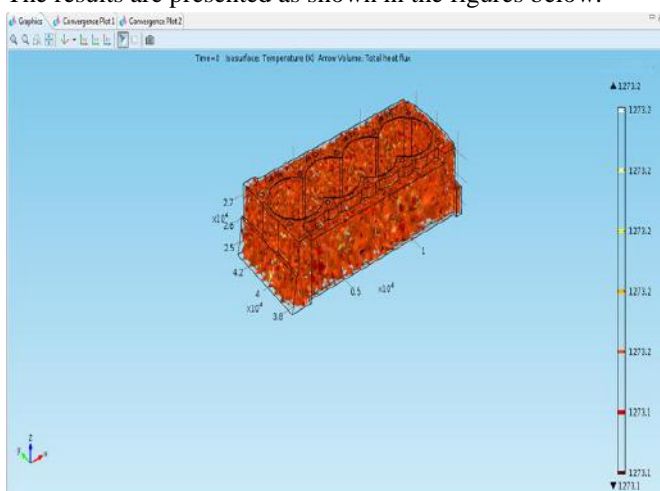 The results are presented as shown in the figures below.
Graphics Convergence Plot 1 Convergence Plot 2
Time=0 Isosurface: Temperature (K) Arrow Volume: Total heat flux
▲ 1273.2
1273.2
1273.2
1273.2
1273.2
1273.2
1273.1
1273.1
▼ 1273.1
2.7
x10⁴
2.6
2.5
4.2
4
x10⁴
3.8
0.5
x10⁴
1
z
y
x